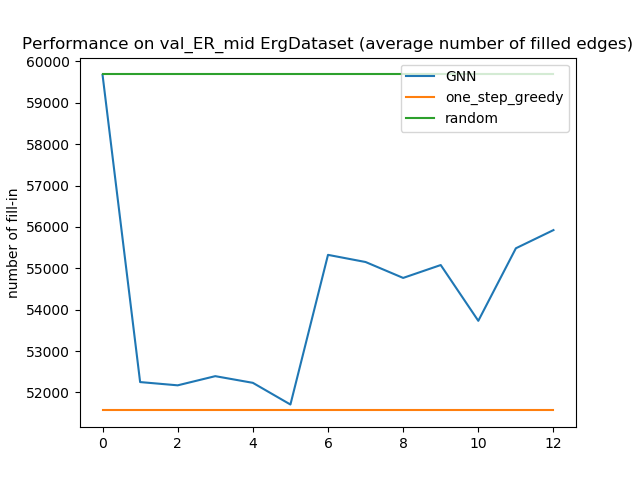 Performance on val_ER_mid ErgDataset (average number of filled edges)
60000
59000
58000
57000
56000
55000
54000
53000
52000
number of fill-in
GNN
one_step_greedy
random
0 2 4 6 8 10 12